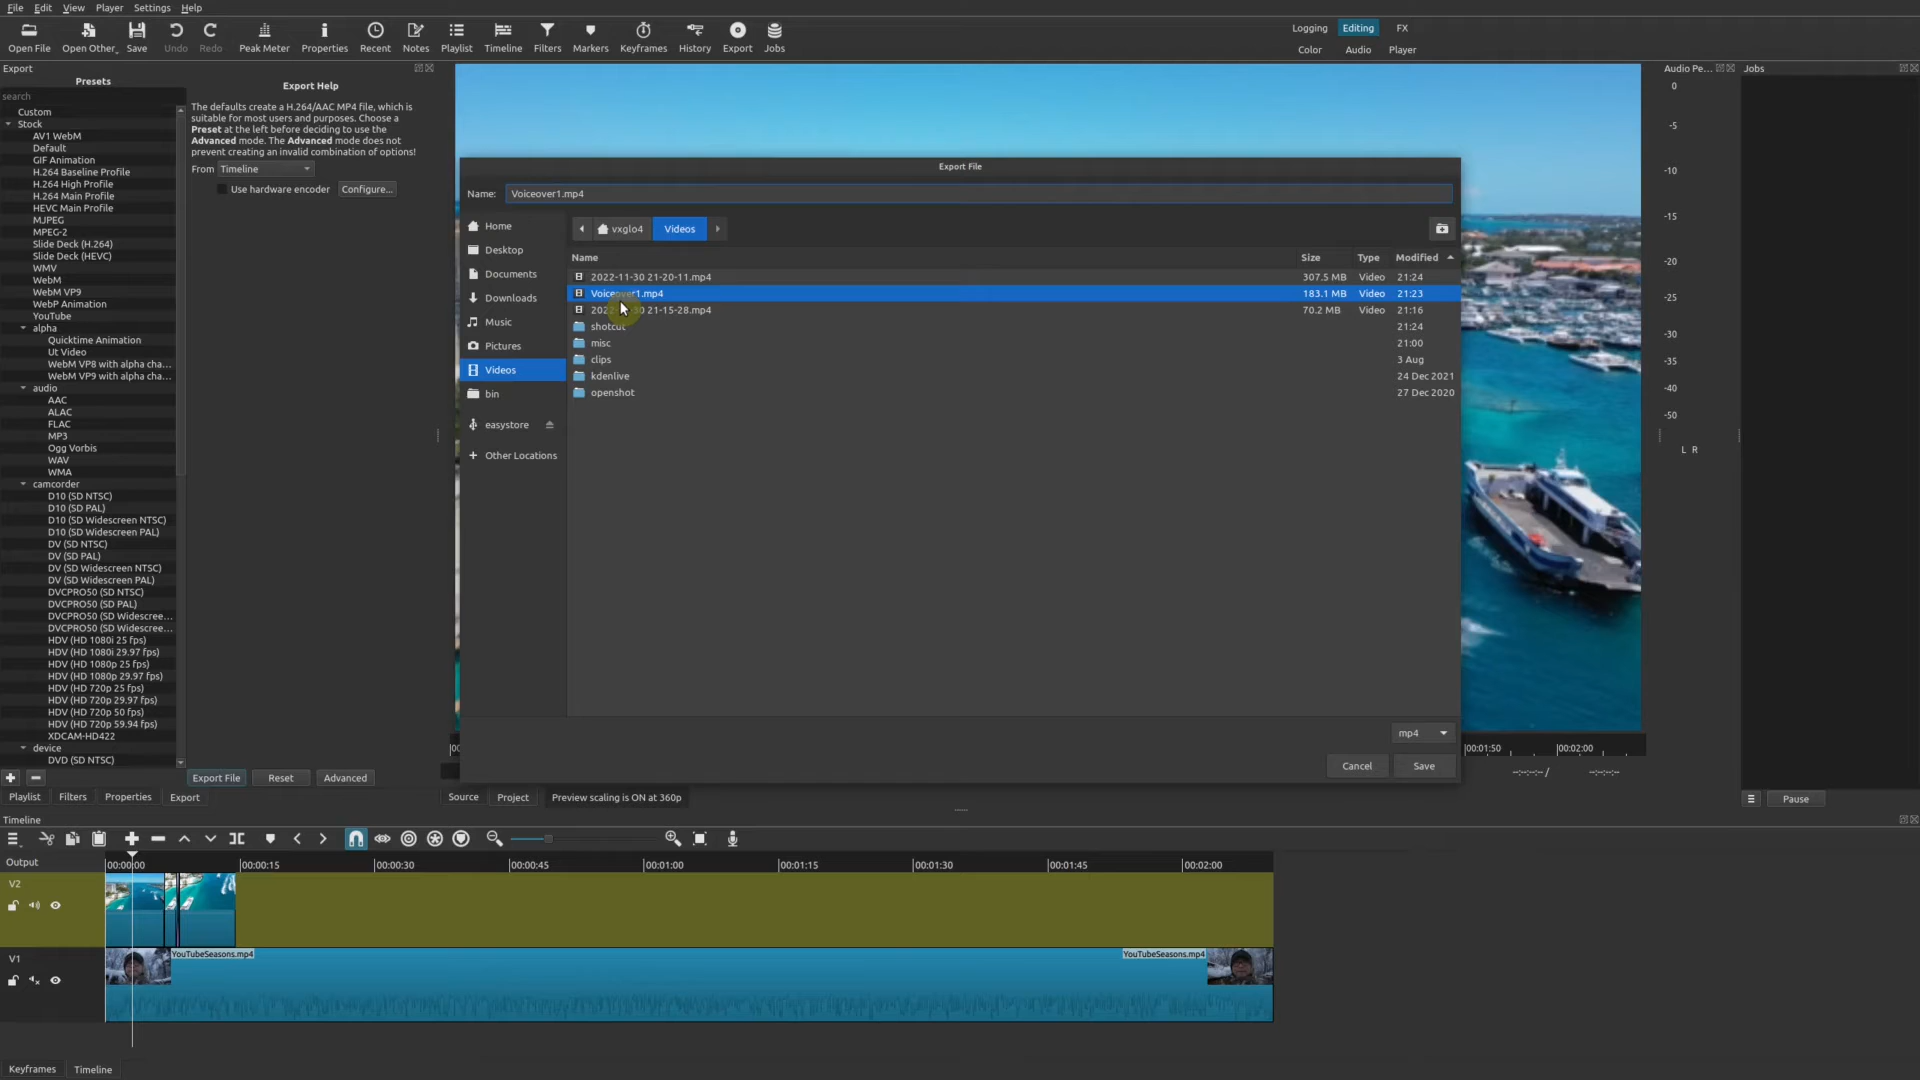 File Edit View Player Settings Help
Open File Open Other Save Undo Redo Peak Meter Properties Recent Notes Playlist Timeline Filters Markers Keyframes History Export Jobs
Logging Editing FX
Color Audio Player
Export
Presets
search
Custom
Stock
AV1 WebM
Default
GIF Animation
H.264 Baseline Profile
H.264 High Profile
H.264 Main Profile
HEVC Main Profile
MJPEG
MPEG-2
Slide Deck (H.264)
Slide Deck (HEVC)
WMV
WebM
WebM VP9
WebP Animation
YouTube
alpha
Quicktime Animation
Ut Video
WebM VP8 with alpha cha...
WebM VP9 with alpha cha...
audio
AAC
ALAC
FLAC
MP3
Ogg Vorbis
WAV
WMA
camcorder
D10 (SD NTSC)
D10 (SD PAL)
D10 (SD Widescreen NTSC)
D10 (SD Widescreen PAL)
DV (SD NTSC)
DV (SD PAL)
DV (SD Widescreen NTSC)
DV (SD Widescreen PAL)
DVCPRO50 (SD NTSC)
DVCPRO50 (SD PAL)
DVCPRO50 (SD Widescree...
DVCPRO50 (SD Widescree...
HDV (HD 1080i 25 fps)
HDV (HD 1080i 29.97 fps)
HDV (HD 1080p 25 fps)
HDV (HD 1080p 29.97 fps)
HDV (HD 720p 25 fps)
HDV (HD 720p 29.97 fps)
HDV (HD 720p 50 fps)
HDV (HD 720p 59.94 fps)
XDCAM-HD422
device
DVD (SD NTSC)
Export Help
The defaults create a H.264/AAC MP4 file, which is
suitable for most users and purposes. Choose a
Preset at the left before deciding to use the
Advanced mode. The Advanced mode does not
prevent creating an invalid combination of options!
From Timeline
Use hardware encoder Configure...
Export File Reset Advanced
Playlist Filters Properties Export
Export File
Name: Voiceover1.mp4
Home
Desktop
Documents
Downloads
Music
Pictures
Videos
bin
easystore
Other Locations
vxglo4 Videos
Name Size Type Modified
2022-11-30 21-20-11.mp4 307.5 MB Video 21:24
Voiceover1.mp4 183.1 MB Video 21:23
2022 30 21-15-28.mp4 70.2 MB Video 21:16
shotcut 21:24
misc 21:00
clips 3 Aug
kdenlive 24 Dec 2021
openshot 27 Dec 2020
mp4
Cancel Save
00:01:50 00:02:00
--:--:--:-- / --:--:--:--
Source Project Preview scaling is ON at 360p
Audio Pe...
0
-5
-10
-15
-20
-25
-30
-35
-40
-50
L R
Jobs
Pause
Timeline
Output
00:00:00 00:00:15 00:00:30 00:00:45 00:01:00 00:01:15 00:01:30 00:01:45 00:02:00
V2
V1
YouTubeSeasons.mp4 YouTubeSeasons.mp4
Keyframes Timeline